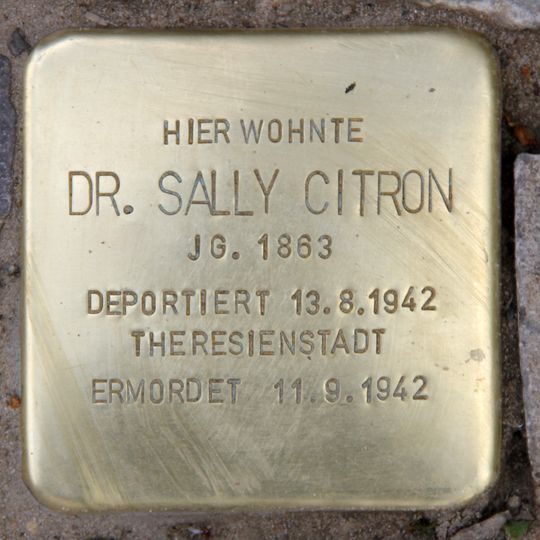 HIER WOHNTE
DR. SALLY CITRON
JG. 1863
DEPORTIERT 13.8.1942
THERESIENSTADT
ERMORDET 11.9.1942